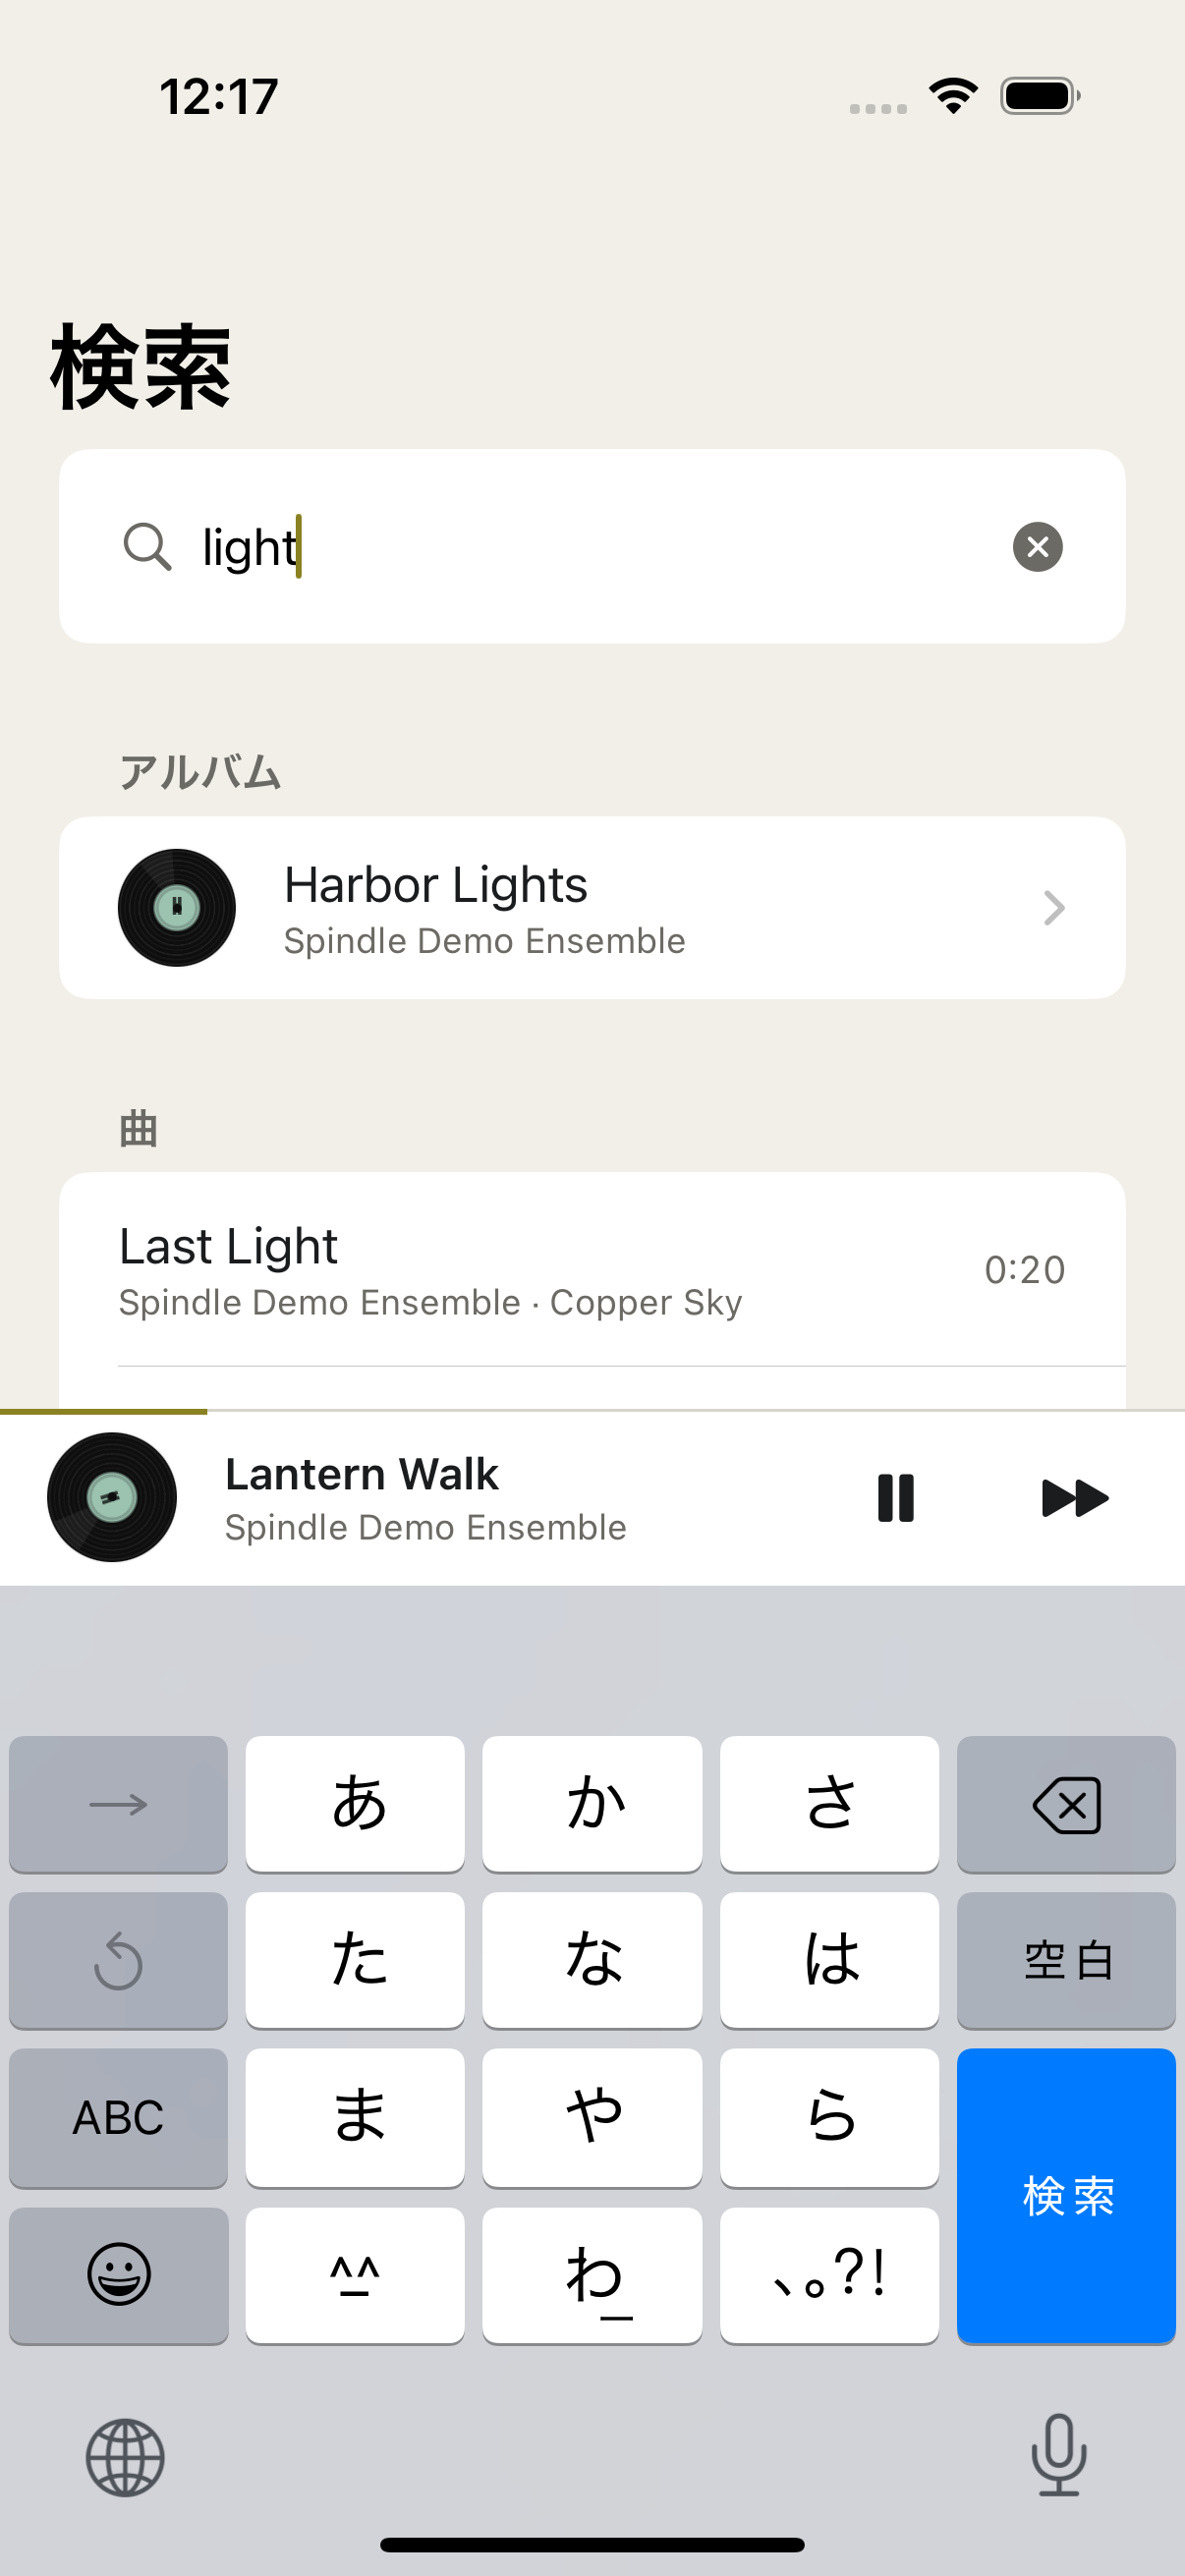 12:17
検索
light
アルバム
Harbor Lights
Spindle Demo Ensemble
曲
Last Light
0:20
Spindle Demo Ensemble · Copper Sky
Lantern Walk
Spindle Demo Ensemble
あ
か
さ
た
な
は
空白
ABC
ま
や
ら
検索
^_^
わ_
、。?!